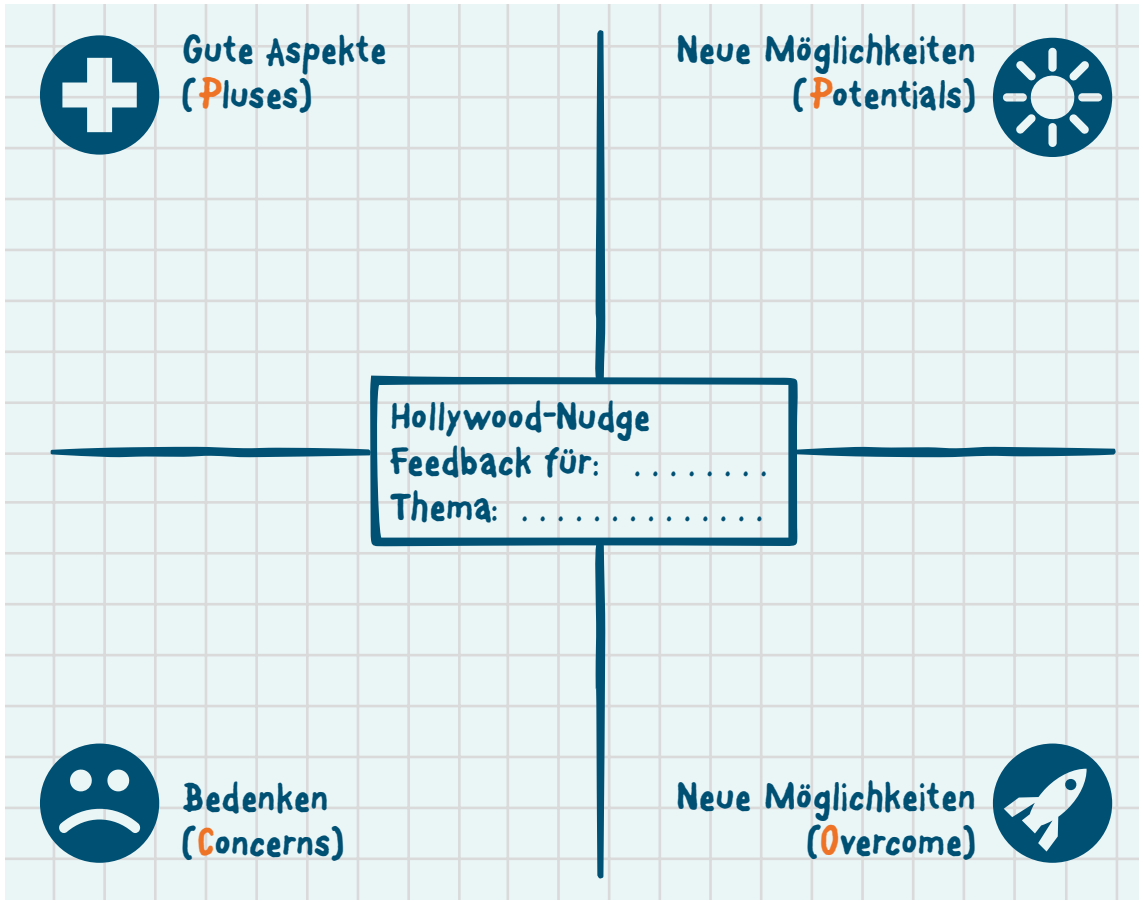 Gute Aspekte
(Pluses)
Neue Möglichkeiten
(Potentials)
Hollywood-Nudge
Feedback für: ........
Thema: ..............
Bedenken
(Concerns)
Neue Möglichkeiten
(Overcome)